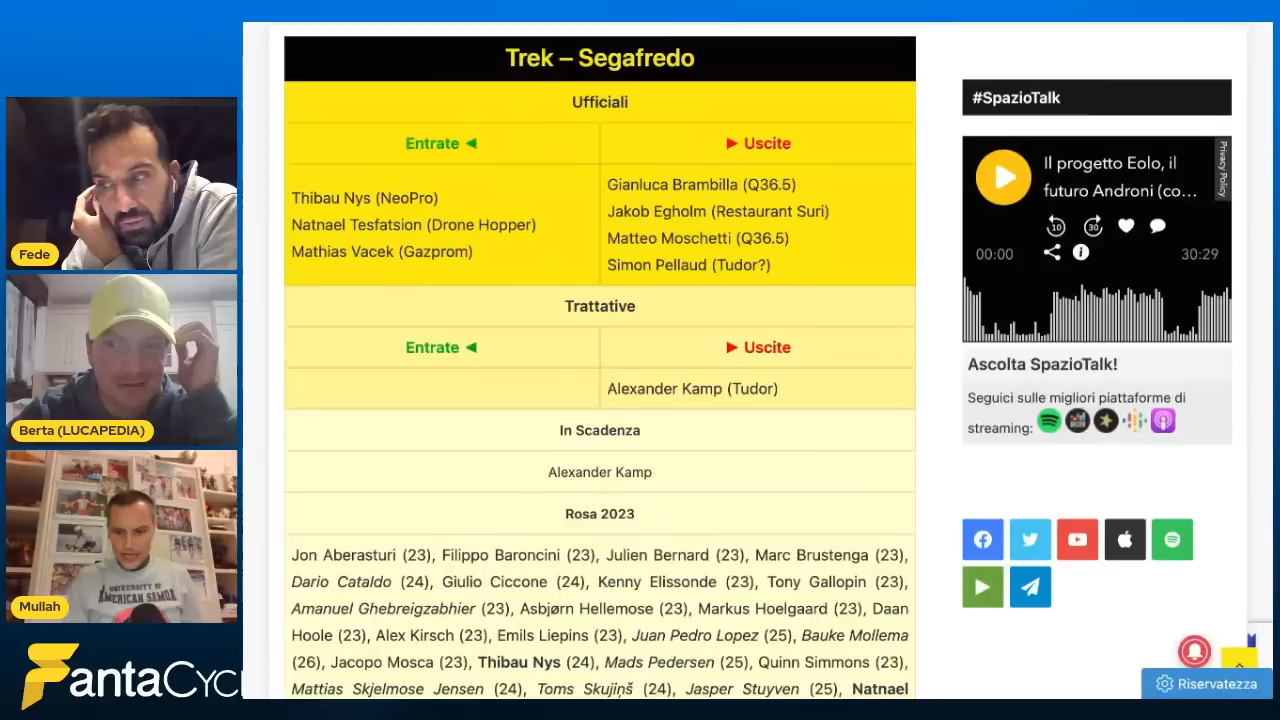 Trek – Segafredo
Ufficiali
Entrate ◄
► Uscite
Thibau Nys (NeoPro)
Natnael Tesfatsion (Drone Hopper)
Mathias Vacek (Gazprom)
Gianluca Brambilla (Q36.5)
Jakob Egholm (Restaurant Suri)
Matteo Moschetti (Q36.5)
Simon Pellaud (Tudor?)
Trattative
Entrate ◄
► Uscite
Alexander Kamp (Tudor)
In Scadenza
Alexander Kamp
Rosa 2023
Jon Aberasturi (23), Filippo Baroncini (23), Julien Bernard (23), Marc Brustenga (23),
Dario Cataldo (24), Giulio Ciccone (24), Kenny Elissonde (23), Tony Gallopin (23),
Amanuel Ghebreigzabhier (23), Asbjørn Hellemose (23), Markus Hoelgaard (23), Daan
Hoole (23), Alex Kirsch (23), Emils Liepins (23), Juan Pedro Lopez (25), Bauke Mollema
(26), Jacopo Mosca (23), Thibau Nys (24), Mads Pedersen (25), Quinn Simmons (23),
Mattias Skjelmose Jensen (24), Toms Skujiņš (24), Jasper Stuyven (25), Natnael
#SpazioTalk
Il progetto Eolo, il
futuro Androni (co...
Privacy Policy
10
30
00:00
30:29
Ascolta SpazioTalk!
Seguici sulle migliori piattaforme di
streaming:
Riservatezza
Fede
Berta (LUCAPEDIA)
UNIVERSITY OF
AMERICAN SAMOA
Mullah
FantaCyc